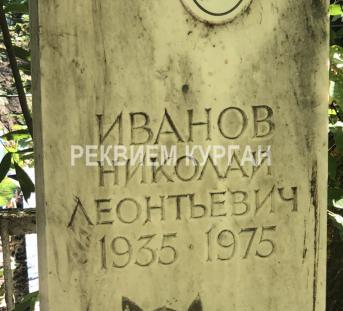 ИВАНОВ
РЕКВИЕМ КУРГАН
НИКОЛАЙ
ЛЕОНТЬЕВИЧ
1935 1975